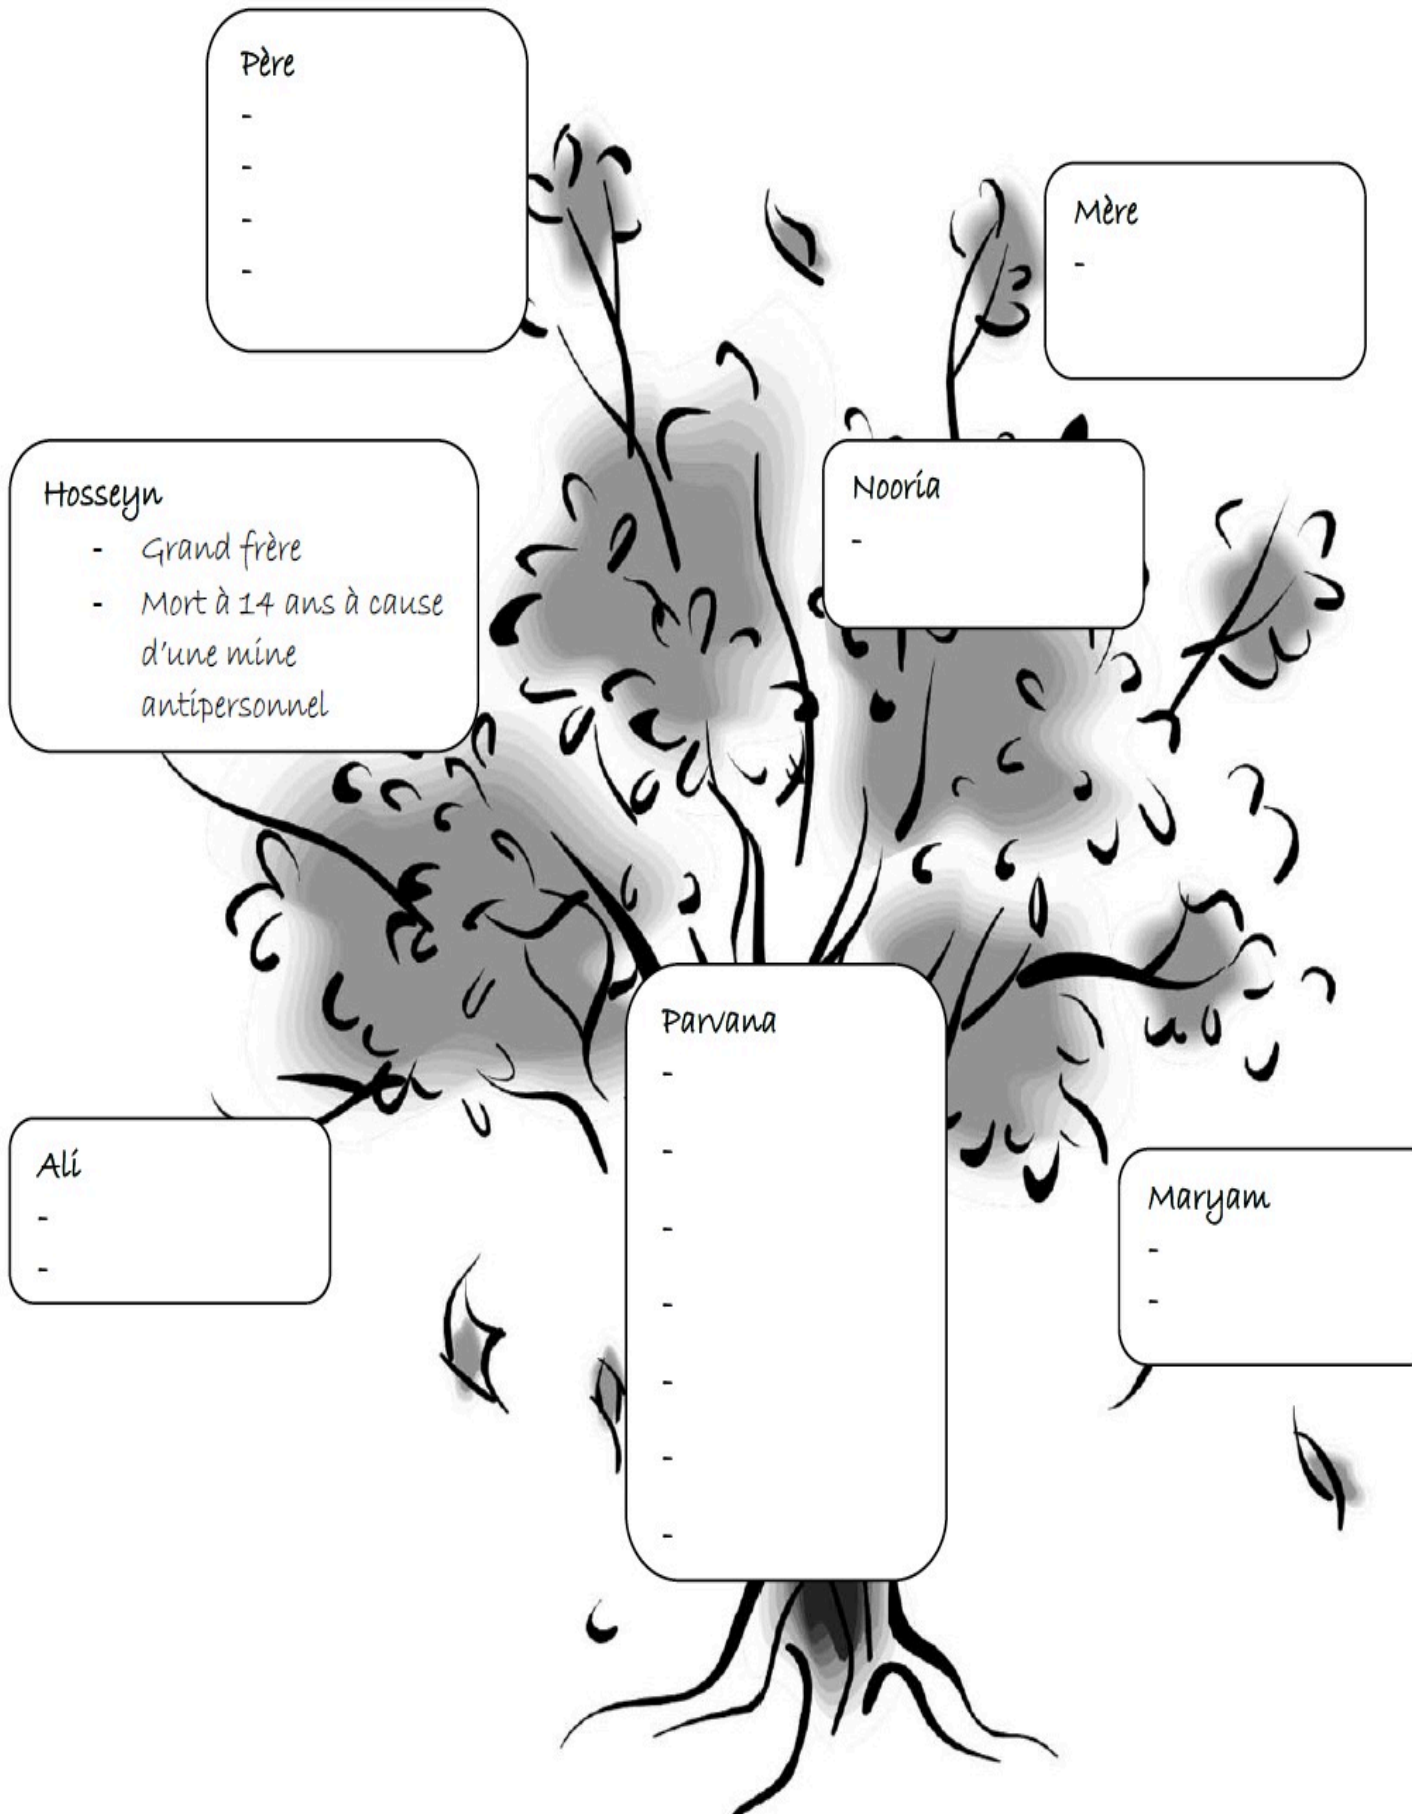 Père
-
-
-
-
Mère
-
Hosseyn
- Grand frère
- Mort à 14 ans à cause
d'une mine
antipersonnel
Nooria
-
Parvana
-
-
-
-
-
-
-
Ali
-
-
Maryam
-
-